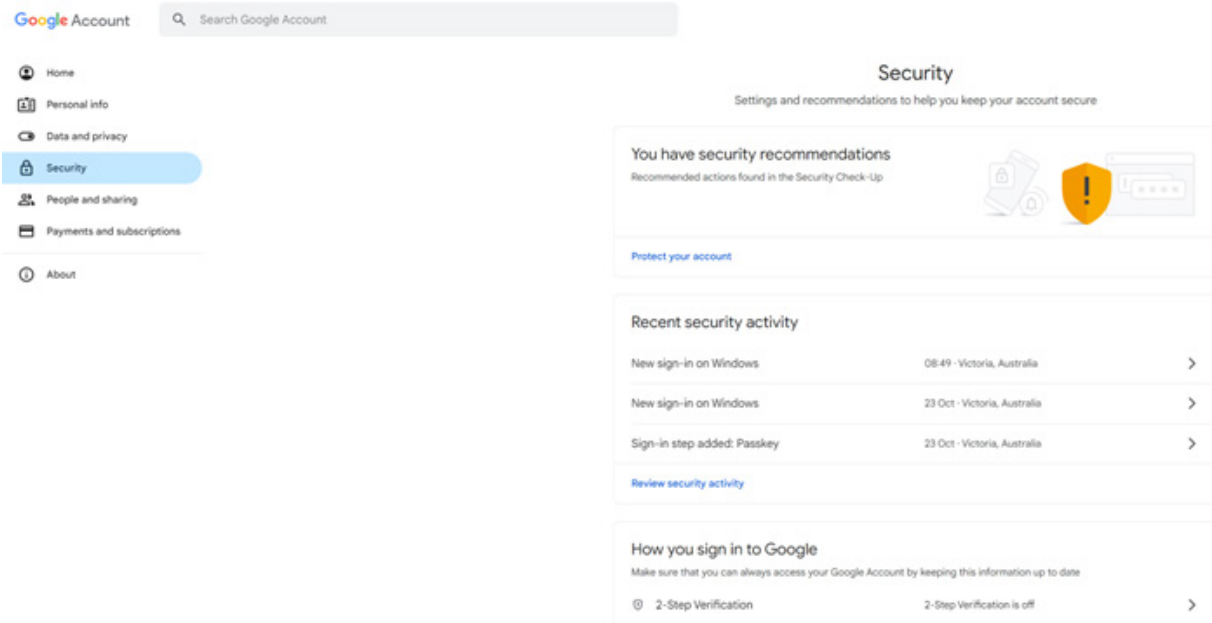 Google Account
Search Google Account
Home
Personal info
Data and privacy
Security
People and sharing
Payments and subscriptions
About
Security
Settings and recommendations to help you keep your account secure
You have security recommendations
Recommended actions found in the Security Check-Up
Protect your account
Recent security activity
New sign-in on Windows 08:49 · Victoria, Australia
New sign-in on Windows 23 Oct · Victoria, Australia
Sign-in step added: Passkey 23 Oct · Victoria, Australia
Review security activity
How you sign in to Google
Make sure that you can always access your Google Account by keeping this information up to date
2-Step Verification 2-Step Verification is off